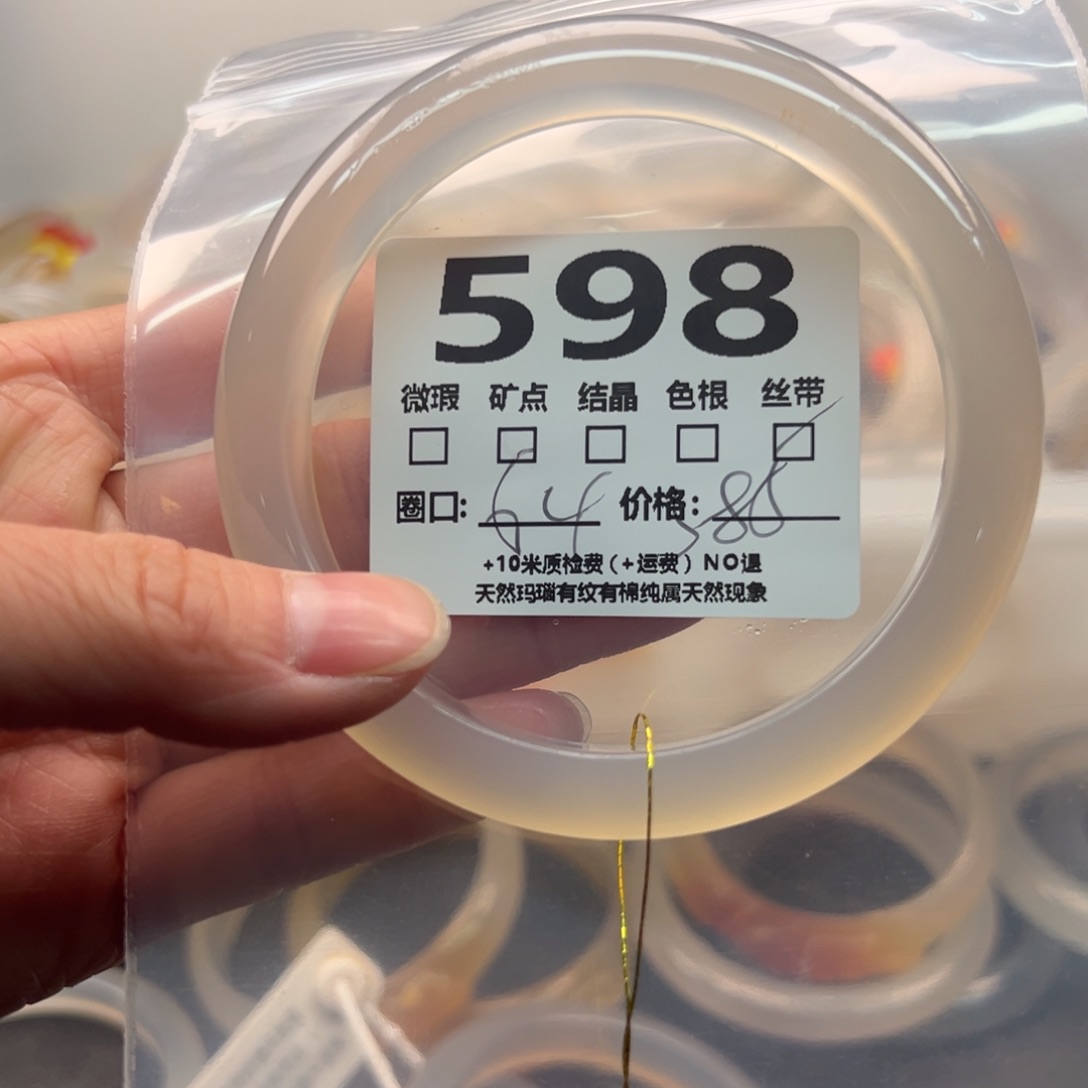 598
微瑕 矿点 结晶 色根 丝带
圈口: 64 价格: 388
+10米质检费(+运费) NO退
天然玛瑙有纹有棉纯属天然现象